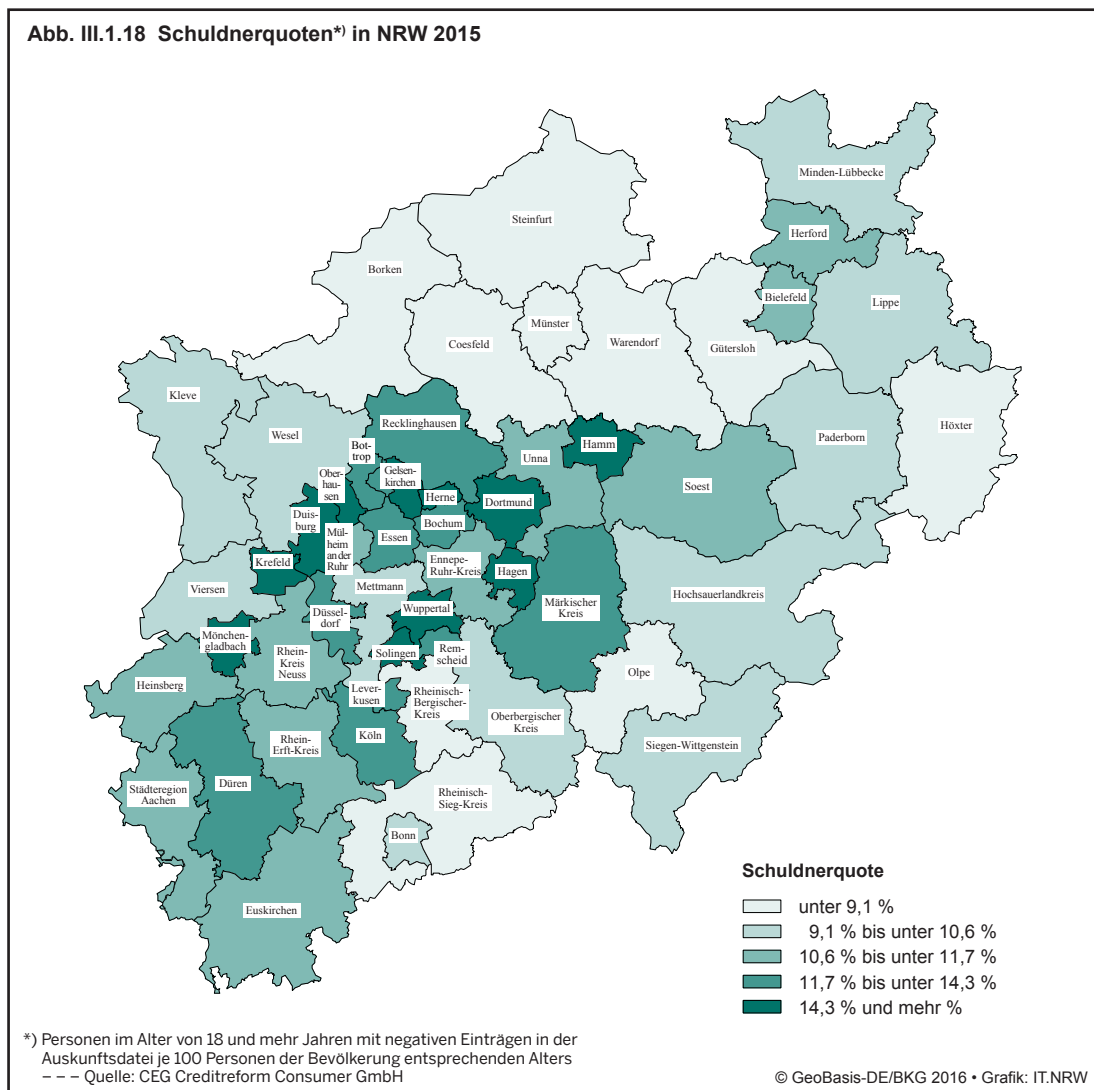 Abb. III.1.18 Schuldnerquoten*) in NRW 2015
Minden-Lübbecke
Steinfurt
Herford
Borken
Bielefeld
Lippe
Münster
Coesfeld
Warendorf
Gütersloh
Kleve
Höxter
Recklinghausen
Paderborn
Wesel
Hamm
Bot-
trop
Unna
Soest
Ober-
hau-
sen
Gelsen-
kirchen
Herne
Dortmund
Duis-
burg
Bochum
Mülheim
an der
Ruhr
Essen
Krefeld
Ennepe-
Ruhr-Kreis
Hagen
Viersen
Mettmann
Hochsauerlandkreis
Märkischer
Kreis
Wuppertal
Düssel-
dorf
Mönchen-
gladbach
Solingen
Rem-
scheid
Rhein-
Kreis
Neuss
Heinsberg
Olpe
Lever-
kusen
Rheinisch-
Bergischer-
Kreis
Oberbergischer
Kreis
Köln
Rhein-
Erft-Kreis
Siegen-Wittgenstein
Düren
Städteregion
Aachen
Rheinisch-
Sieg-Kreis
Bonn
Euskirchen
Schuldnerquote
unter 9,1 %
9,1 % bis unter 10,6 %
10,6 % bis unter 11,7 %
11,7 % bis unter 14,3 %
14,3 % und mehr %
*) Personen im Alter von 18 und mehr Jahren mit negativen Einträgen in der
Auskunftsdatei je 100 Personen der Bevölkerung entsprechenden Alters
– – – Quelle: CEG Creditreform Consumer GmbH
© GeoBasis-DE/BKG 2016 • Grafik: IT.NRW